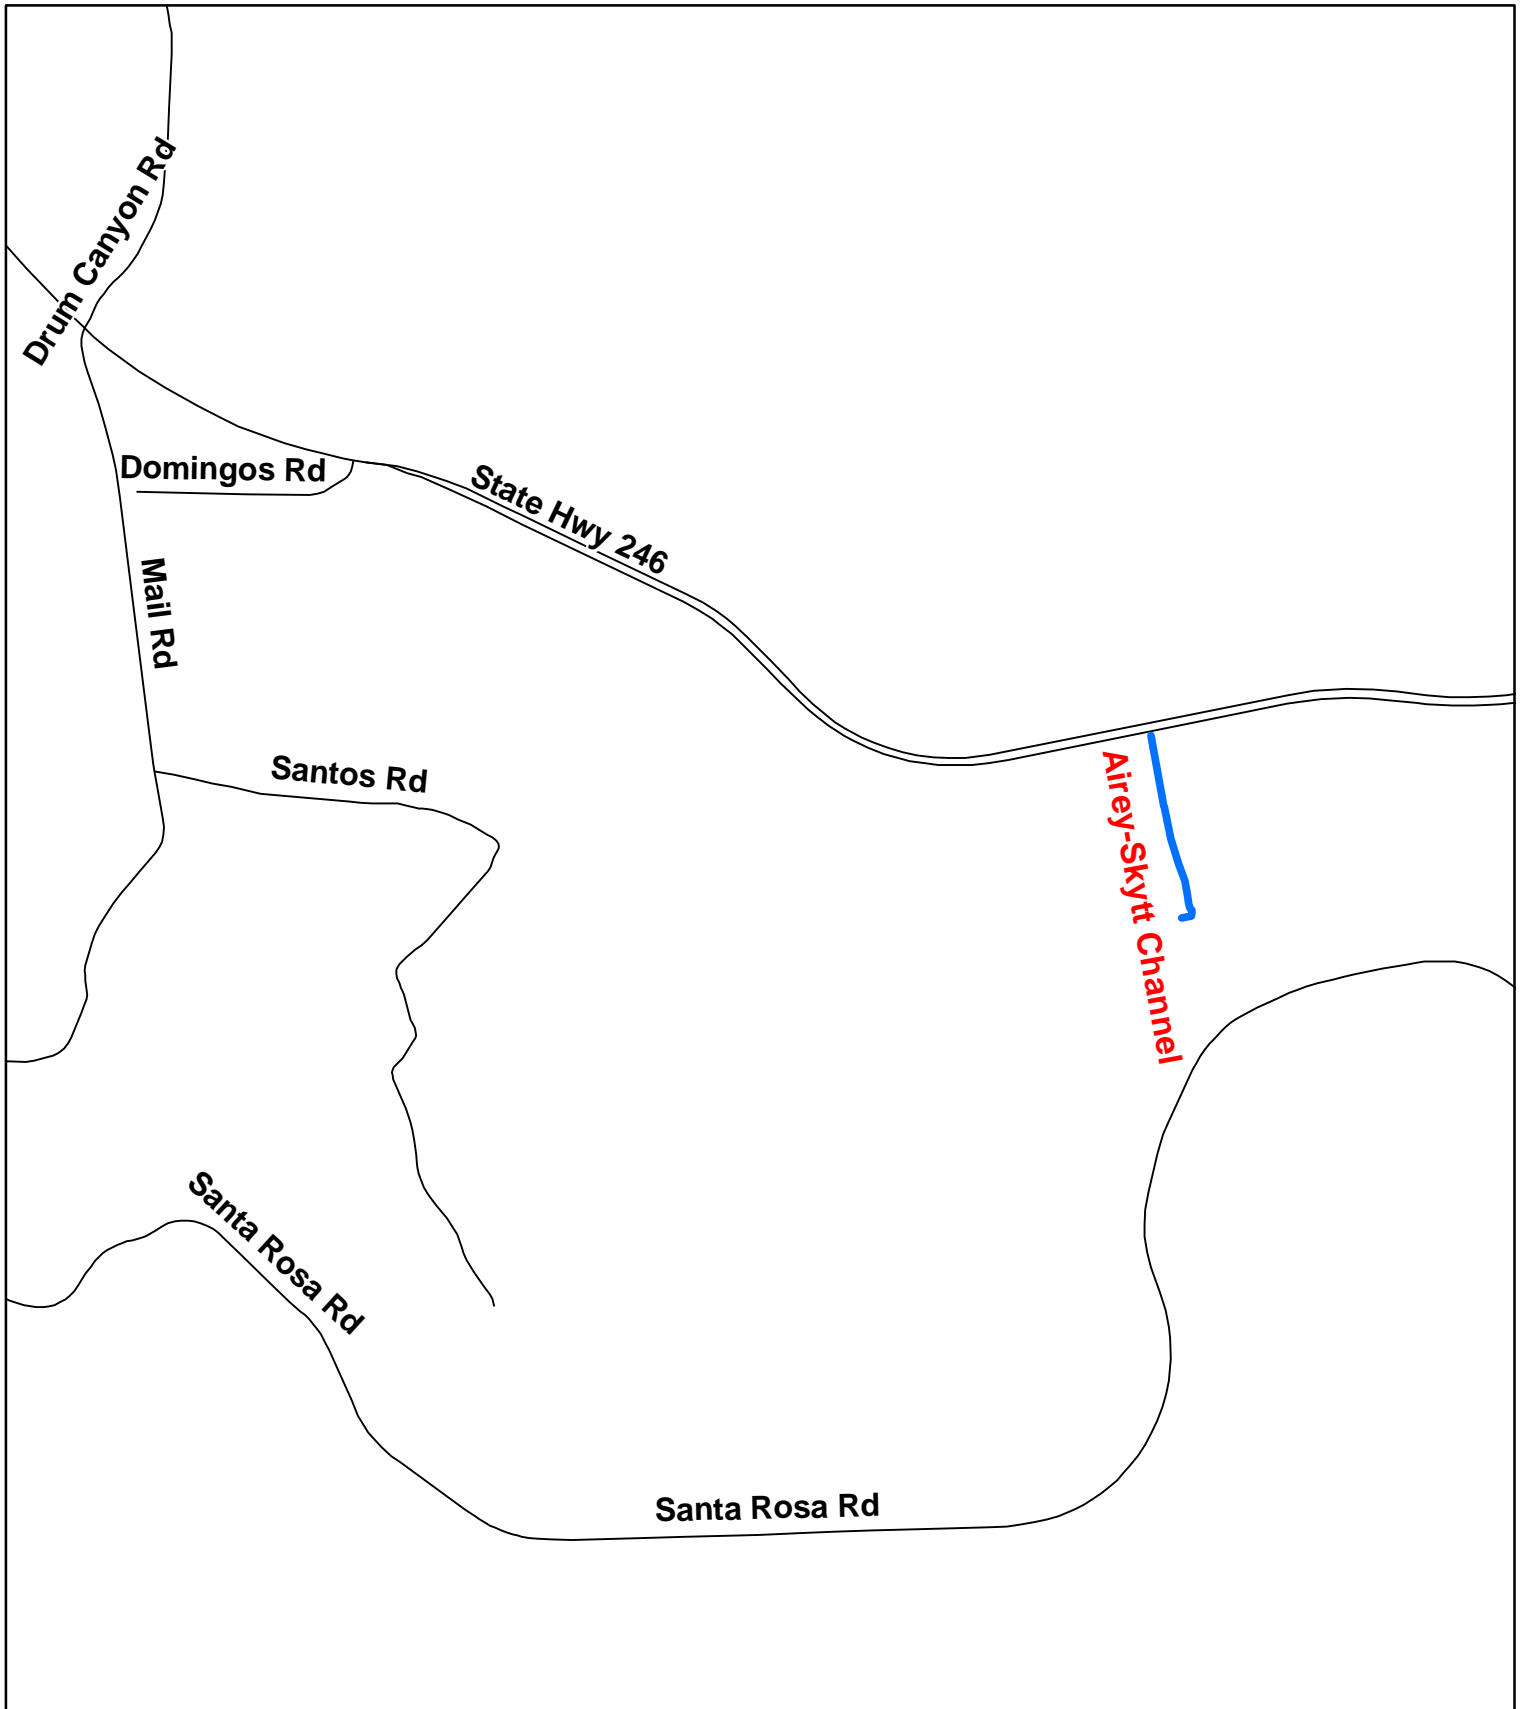 Drum Canyon Rd
Domingos Rd
State Hwy 246
Mail Rd
Santos Rd
Airey-Skytt Channel
Santa Rosa Rd
Santa Rosa Rd